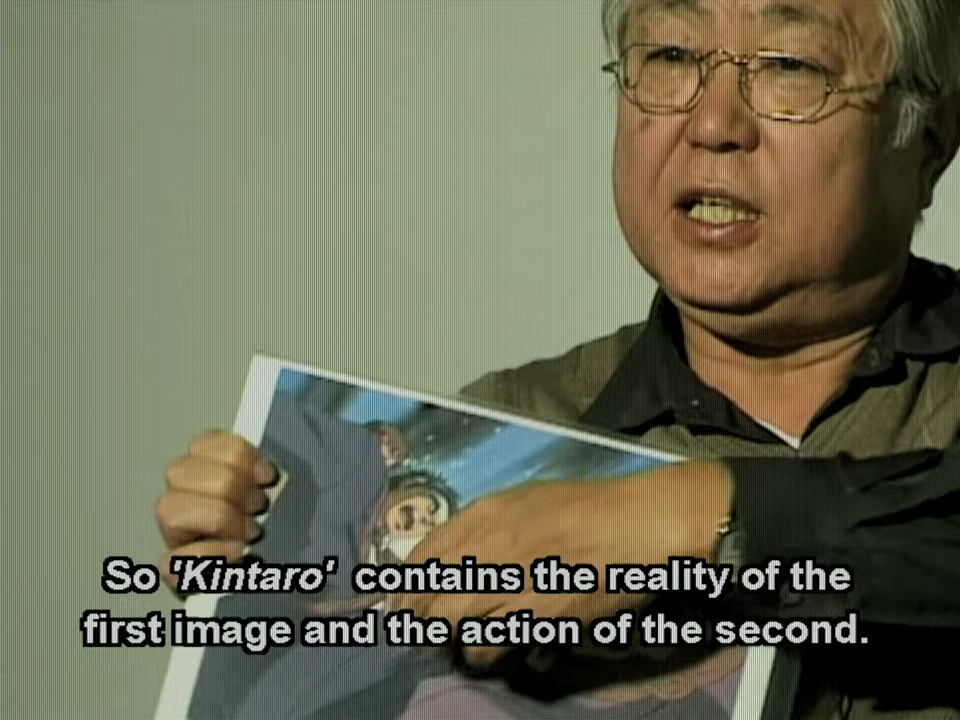 So 'Kintaro' contains the reality of the
first image and the action of the second.